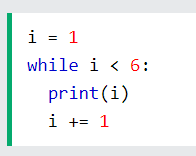 i = 1
while i < 6:
  print(i)
  i += 1